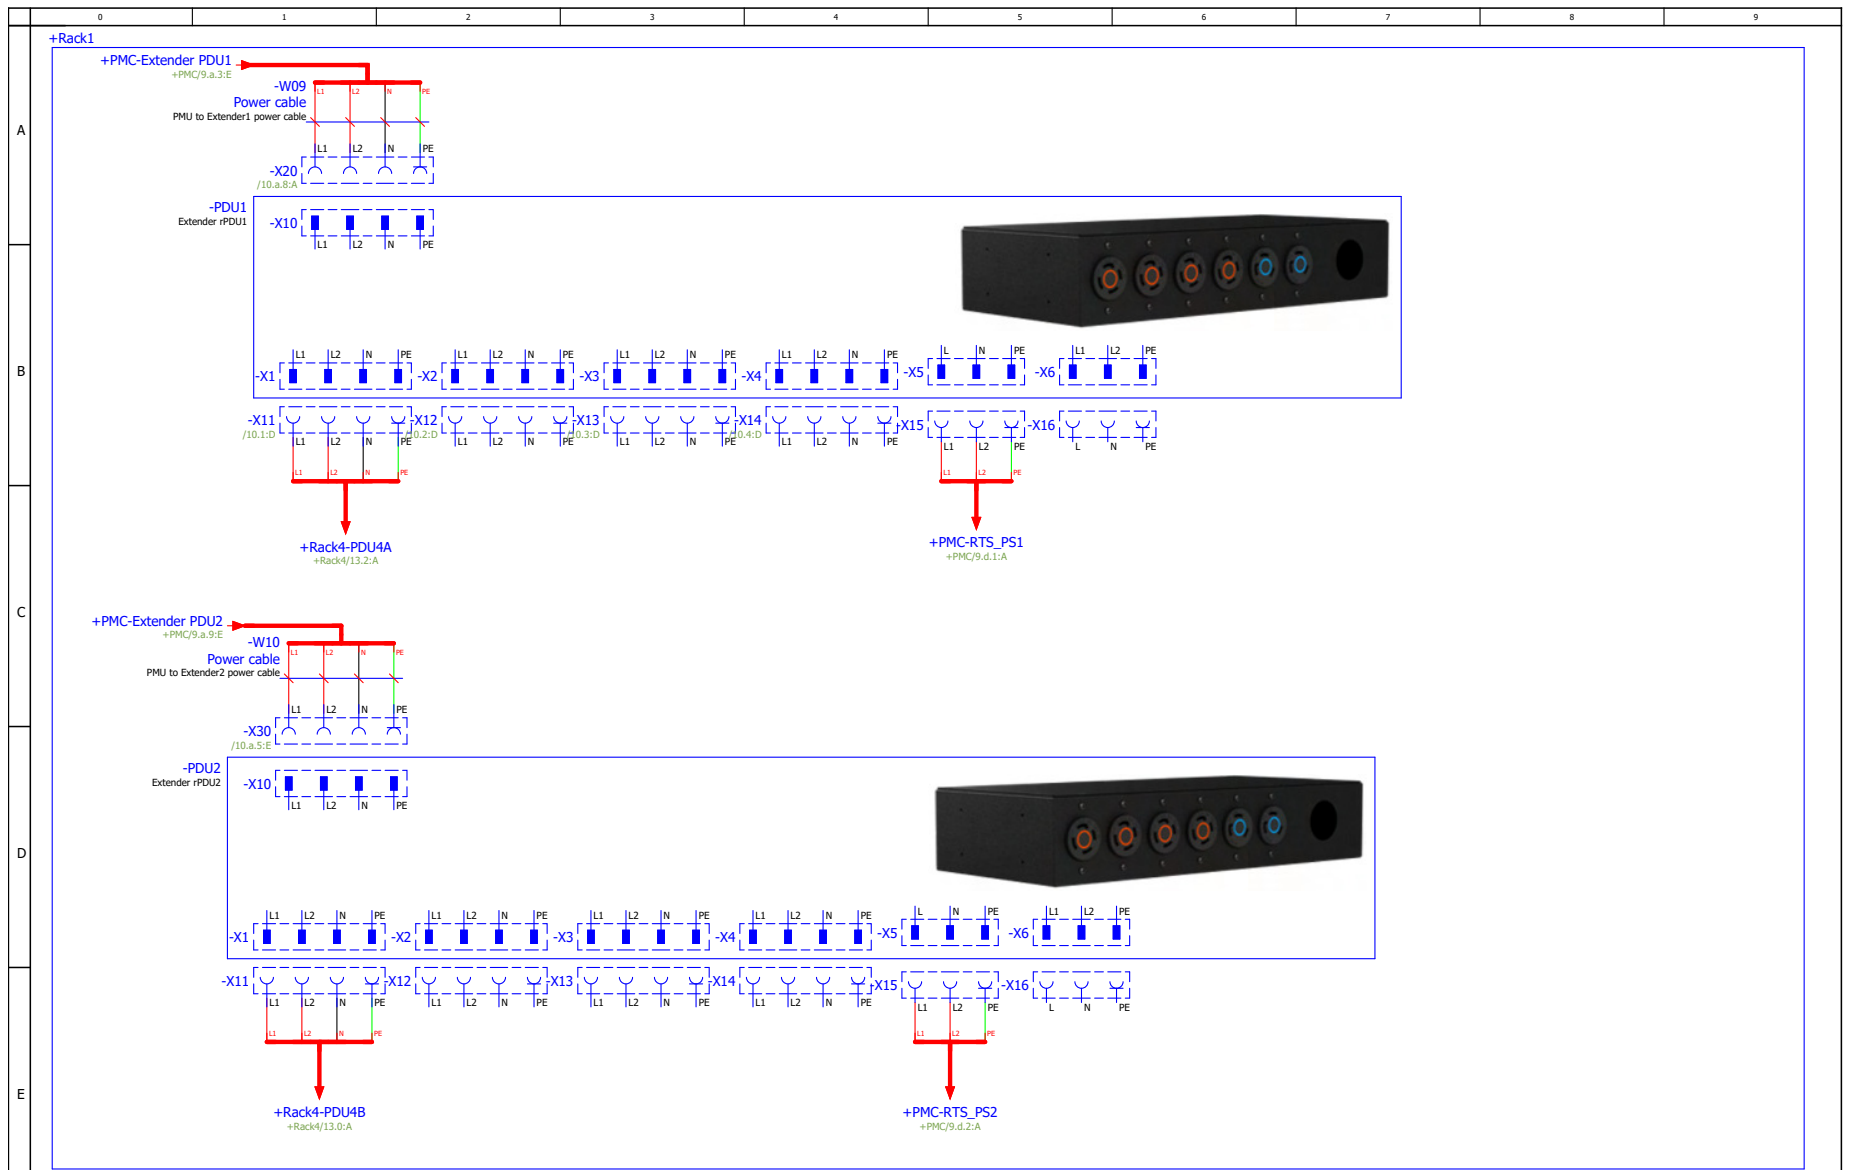 0 1 2 3 4 5 6 7 8 9
+Rack1
+PMC-Extender PDU1
+PMC/9.a.3:E
-W09
L1 L2 N PE
Power cable
PMU to Extender1 power cable
L1 L2 N PE
A
-X20
/10.a.8:A
-PDU1
Extender rPDU1
-X10
L1 L2 N PE
L1 L2 N PE L1 L2 N PE L1 L2 N PE L1 L2 N PE L N PE L1 L2 PE
B
-X1 -X2 -X3 -X4 -X5 -X6
-X11 -X12 -X13 -X14 -X15 -X16
/10.1:D /10.2:D /10.3:D /10.4:D
L1 L2 N PE L1 L2 N PE L1 L2 N PE L1 L2 N PE L1 L2 PE L N PE
L1 L2 N PE L1 L2 PE
+Rack4-PDU4A
+Rack4/13.2:A
+PMC-RTS_PS1
+PMC/9.d.1:A
C
+PMC-Extender PDU2
+PMC/9.a.9:E
-W10
L1 L2 N PE
Power cable
PMU to Extender2 power cable
L1 L2 N PE
-X30
/10.a.5:E
-PDU2
Extender rPDU2
-X10
L1 L2 N PE
D
L1 L2 N PE L1 L2 N PE L1 L2 N PE L1 L2 N PE L N PE L1 L2 PE
-X1 -X2 -X3 -X4 -X5 -X6
-X11 -X12 -X13 -X14 -X15 -X16
L1 L2 N PE L1 L2 N PE L1 L2 N PE L1 L2 N PE L1 L2 PE L N PE
L1 L2 N PE L1 L2 PE
E
+Rack4-PDU4B
+Rack4/13.0:A
+PMC-RTS_PS2
+PMC/9.d.2:A